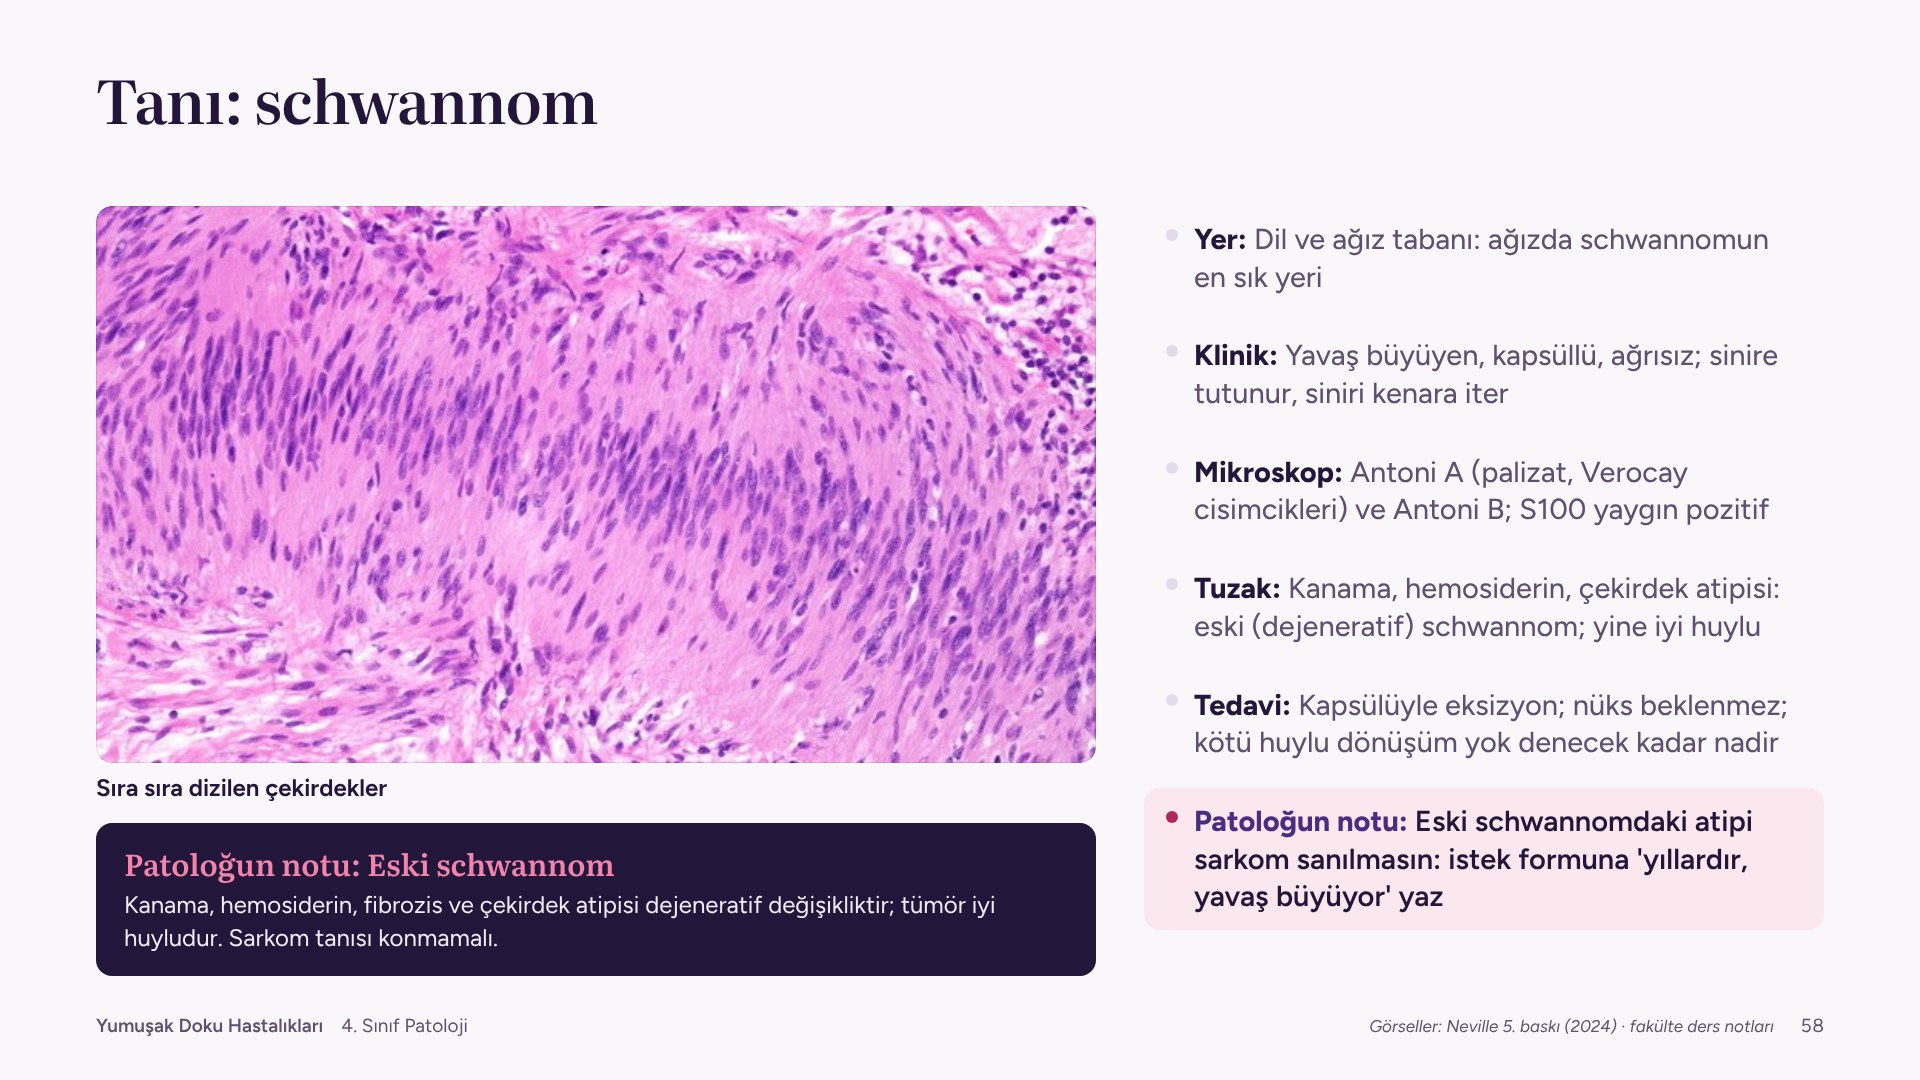 Tanı: schwannom
Sıra sıra dizilen çekirdekler
Patoloğun notu: Eski schwannom
Kanama, hemosiderin, fibrozis ve çekirdek atipisi dejeneratif değişikliktir; tümör iyi
huyludur. Sarkom tanısı konmamalı.
Yer: Dil ve ağız tabanı: ağızda schwannomun
en sık yeri
Klinik: Yavaş büyüyen, kapsüllü, ağrısız; sinire
tutunur, siniri kenara iter
Mikroskop: Antoni A (palizat, Verocay
cisimcikleri) ve Antoni B; S100 yaygın pozitif
Tuzak: Kanama, hemosiderin, çekirdek atipisi:
eski (dejeneratif) schwannom; yine iyi huylu
Tedavi: Kapsülüyle eksizyon; nüks beklenmez;
kötü huylu dönüşüm yok denecek kadar nadir
Patoloğun notu: Eski schwannomdaki atipi
sarkom sanılmasın: istek formuna 'yıllardır,
yavaş büyüyor' yaz
Yumuşak Doku Hastalıkları 4. Sınıf Patoloji
Görseller: Neville 5. baskı (2024) · fakülte ders notları 58